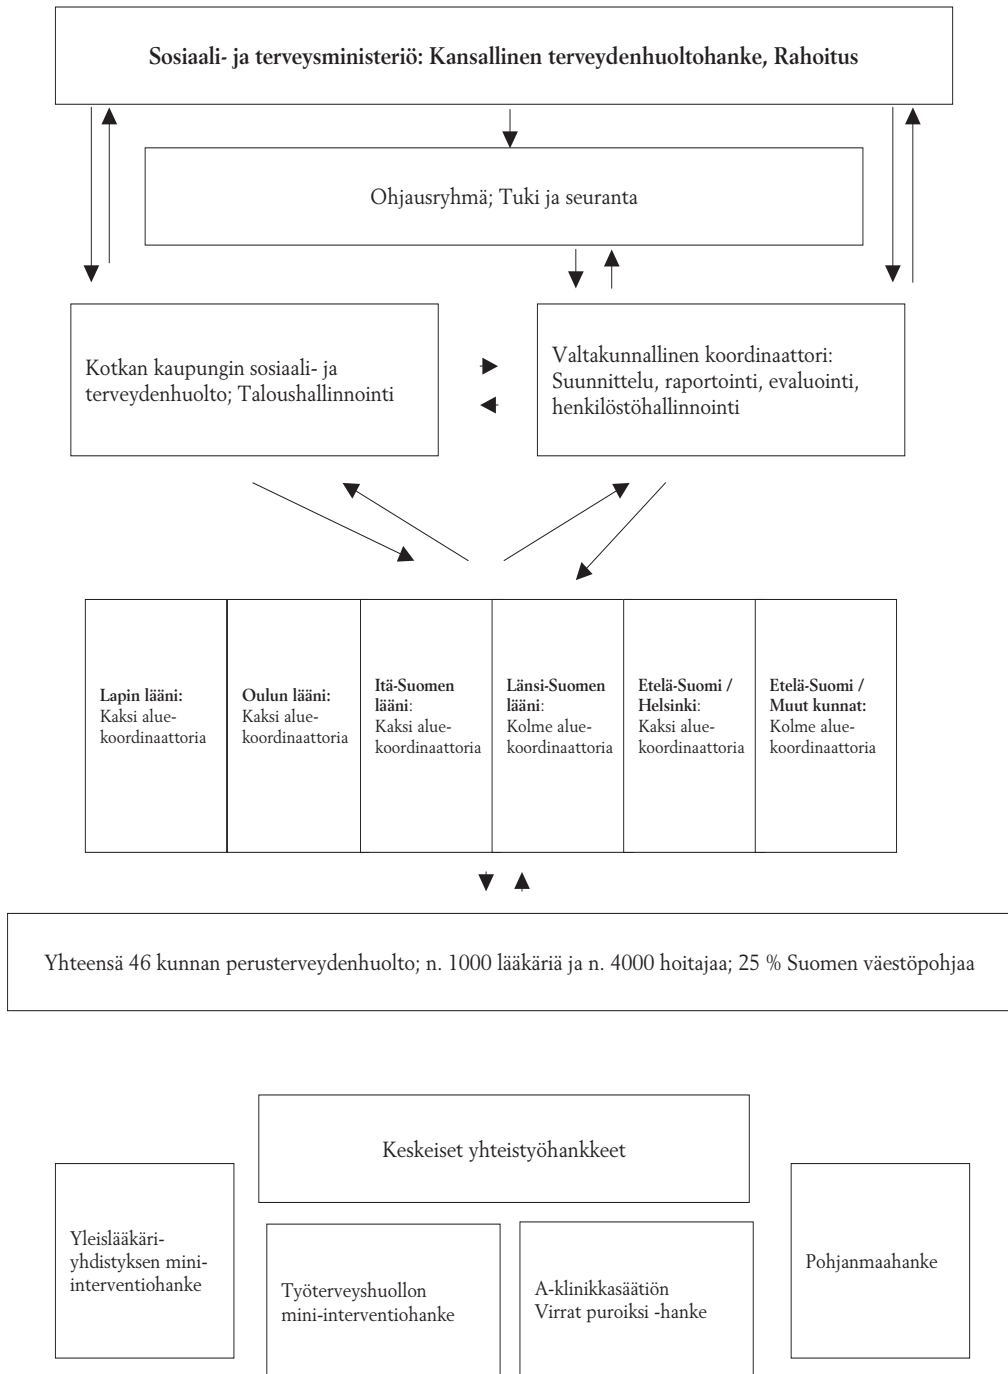 Sosiaali- ja terveysministeriö: Kansallinen terveydenhuoltohanke, Rahoitus
Ohjausryhmä; Tuki ja seuranta
Kotkan kaupungin sosiaali- ja
terveydenhuolto; Taloushallinnointi
Valtakunnallinen koordinaattori:
Suunnittelu, raportointi, evaluointi,
henkilöstöhallinnointi
Lapin lääni:
Kaksi alue-
koordinaattoria
Oulun lääni:
Kaksi alue-
koordinaattoria
Itä-Suomen
lääni:
Kaksi alue-
koordinaattoria
Länsi-Suomen
lääni:
Kolme alue-
koordinaattoria
Etelä-Suomi /
Helsinki:
Kaksi alue-
koordinaattoria
Etelä-Suomi /
Muut kunnat:
Kolme alue-
koordinaattoria
Yhteensä 46 kunnan perusterveydenhuolto; n. 1000 lääkäriä ja n. 4000 hoitajaa; 25 % Suomen väestöpohjaa
Keskeiset yhteistyöhankkeet
Yleislääkäri-
yhdistyksen mini-
interventiohanke
Työterveyshuollon
mini-interventiohanke
A-klinikkasäätiön
Virrat puroiksi -hanke
Pohjanmaahanke